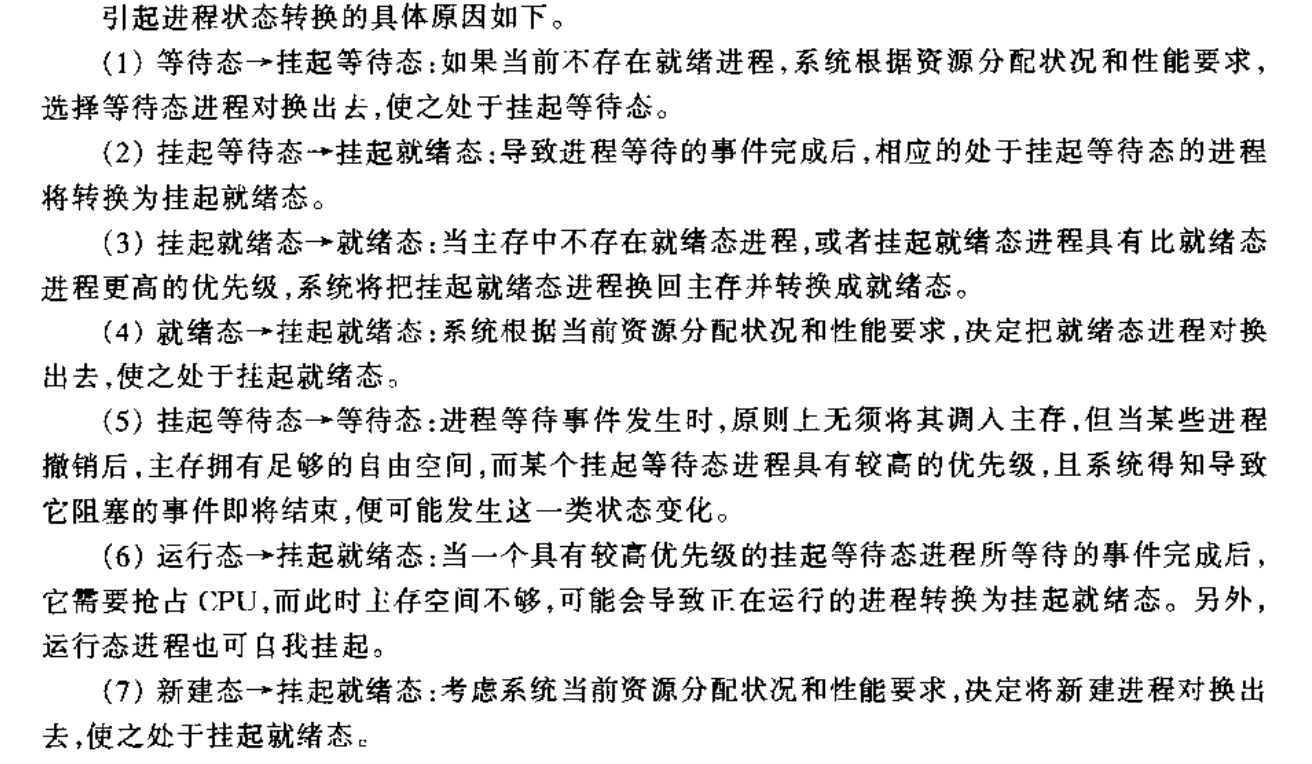 引起进程状态转换的具体原因如下。
(1) 等待态→挂起等待态:如果当前不存在就绪进程,系统根据资源分配状况和性能要求,
选择等待态进程对换出去,使之处于挂起等待态。
(2) 挂起等待态→挂起就绪态:导致进程等待的事件完成后,相应的处于挂起等待态的进程
将转换为挂起就绪态。
(3) 挂起就绪态→就绪态:当主存中不存在就绪态进程,或者挂起就绪态进程具有比就绪态
进程更高的优先级,系统将把挂起就绪态进程换回主存并转换成就绪态。
(4) 就绪态→挂起就绪态:系统根据当前资源分配状况和性能要求,决定把就绪态进程对换
出去,使之处于挂起就绪态。
(5) 挂起等待态→等待态:进程等待事件发生时,原则上无须将其调入主存,但当某些进程
撤销后,主存拥有足够的自由空间,而某个挂起等待态进程具有较高的优先级,且系统得知导致
它阻塞的事件即将结束,便可能发生这一类状态变化。
(6) 运行态→挂起就绪态:当一个具有较高优先级的挂起等待态进程所等待的事件完成后,
它需要抢占 CPU,而此时主存空间不够,可能会导致正在运行的进程转换为挂起就绪态。另外,
运行态进程也可自我挂起。
(7) 新建态→挂起就绪态:考虑系统当前资源分配状况和性能要求,决定将新建进程对换出
去,使之处于挂起就绪态。